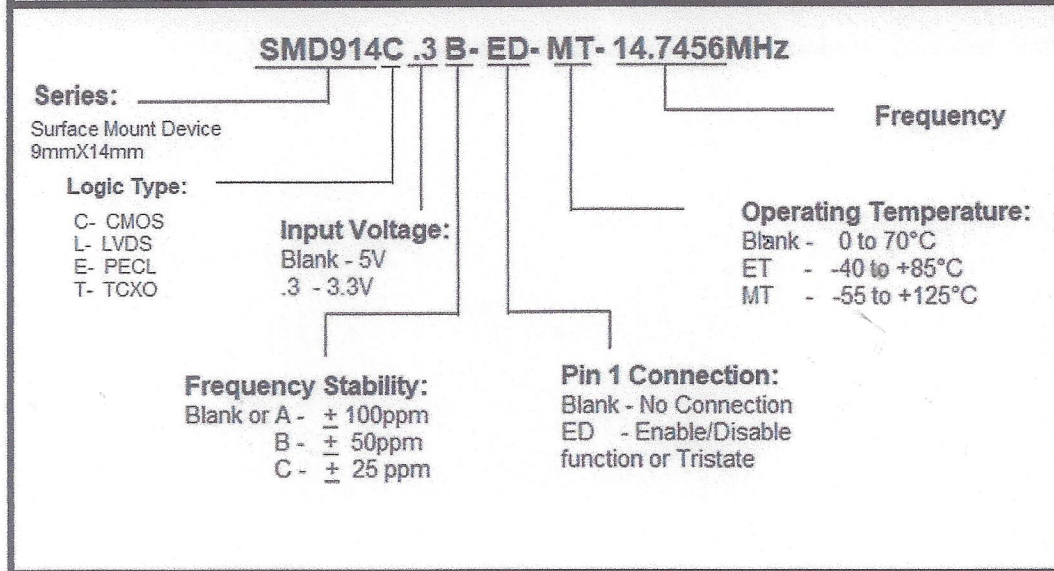 SMD914C .3 B- ED- MT- 14.7456MHz
Series:
Surface Mount Device
9mmX14mm
Frequency
Logic Type:
C- CMOS
L- LVDS
E- PECL
T- TCXO
Input Voltage:
Blank - 5V
.3 - 3.3V
Operating Temperature:
Blank - 0 to 70°C
ET - -40 to +85°C
MT - -55 to +125°C
Frequency Stability:
Blank or A - ± 100ppm
B - ± 50ppm
C - ± 25 ppm
Pin 1 Connection:
Blank - No Connection
ED - Enable/Disable
function or Tristate